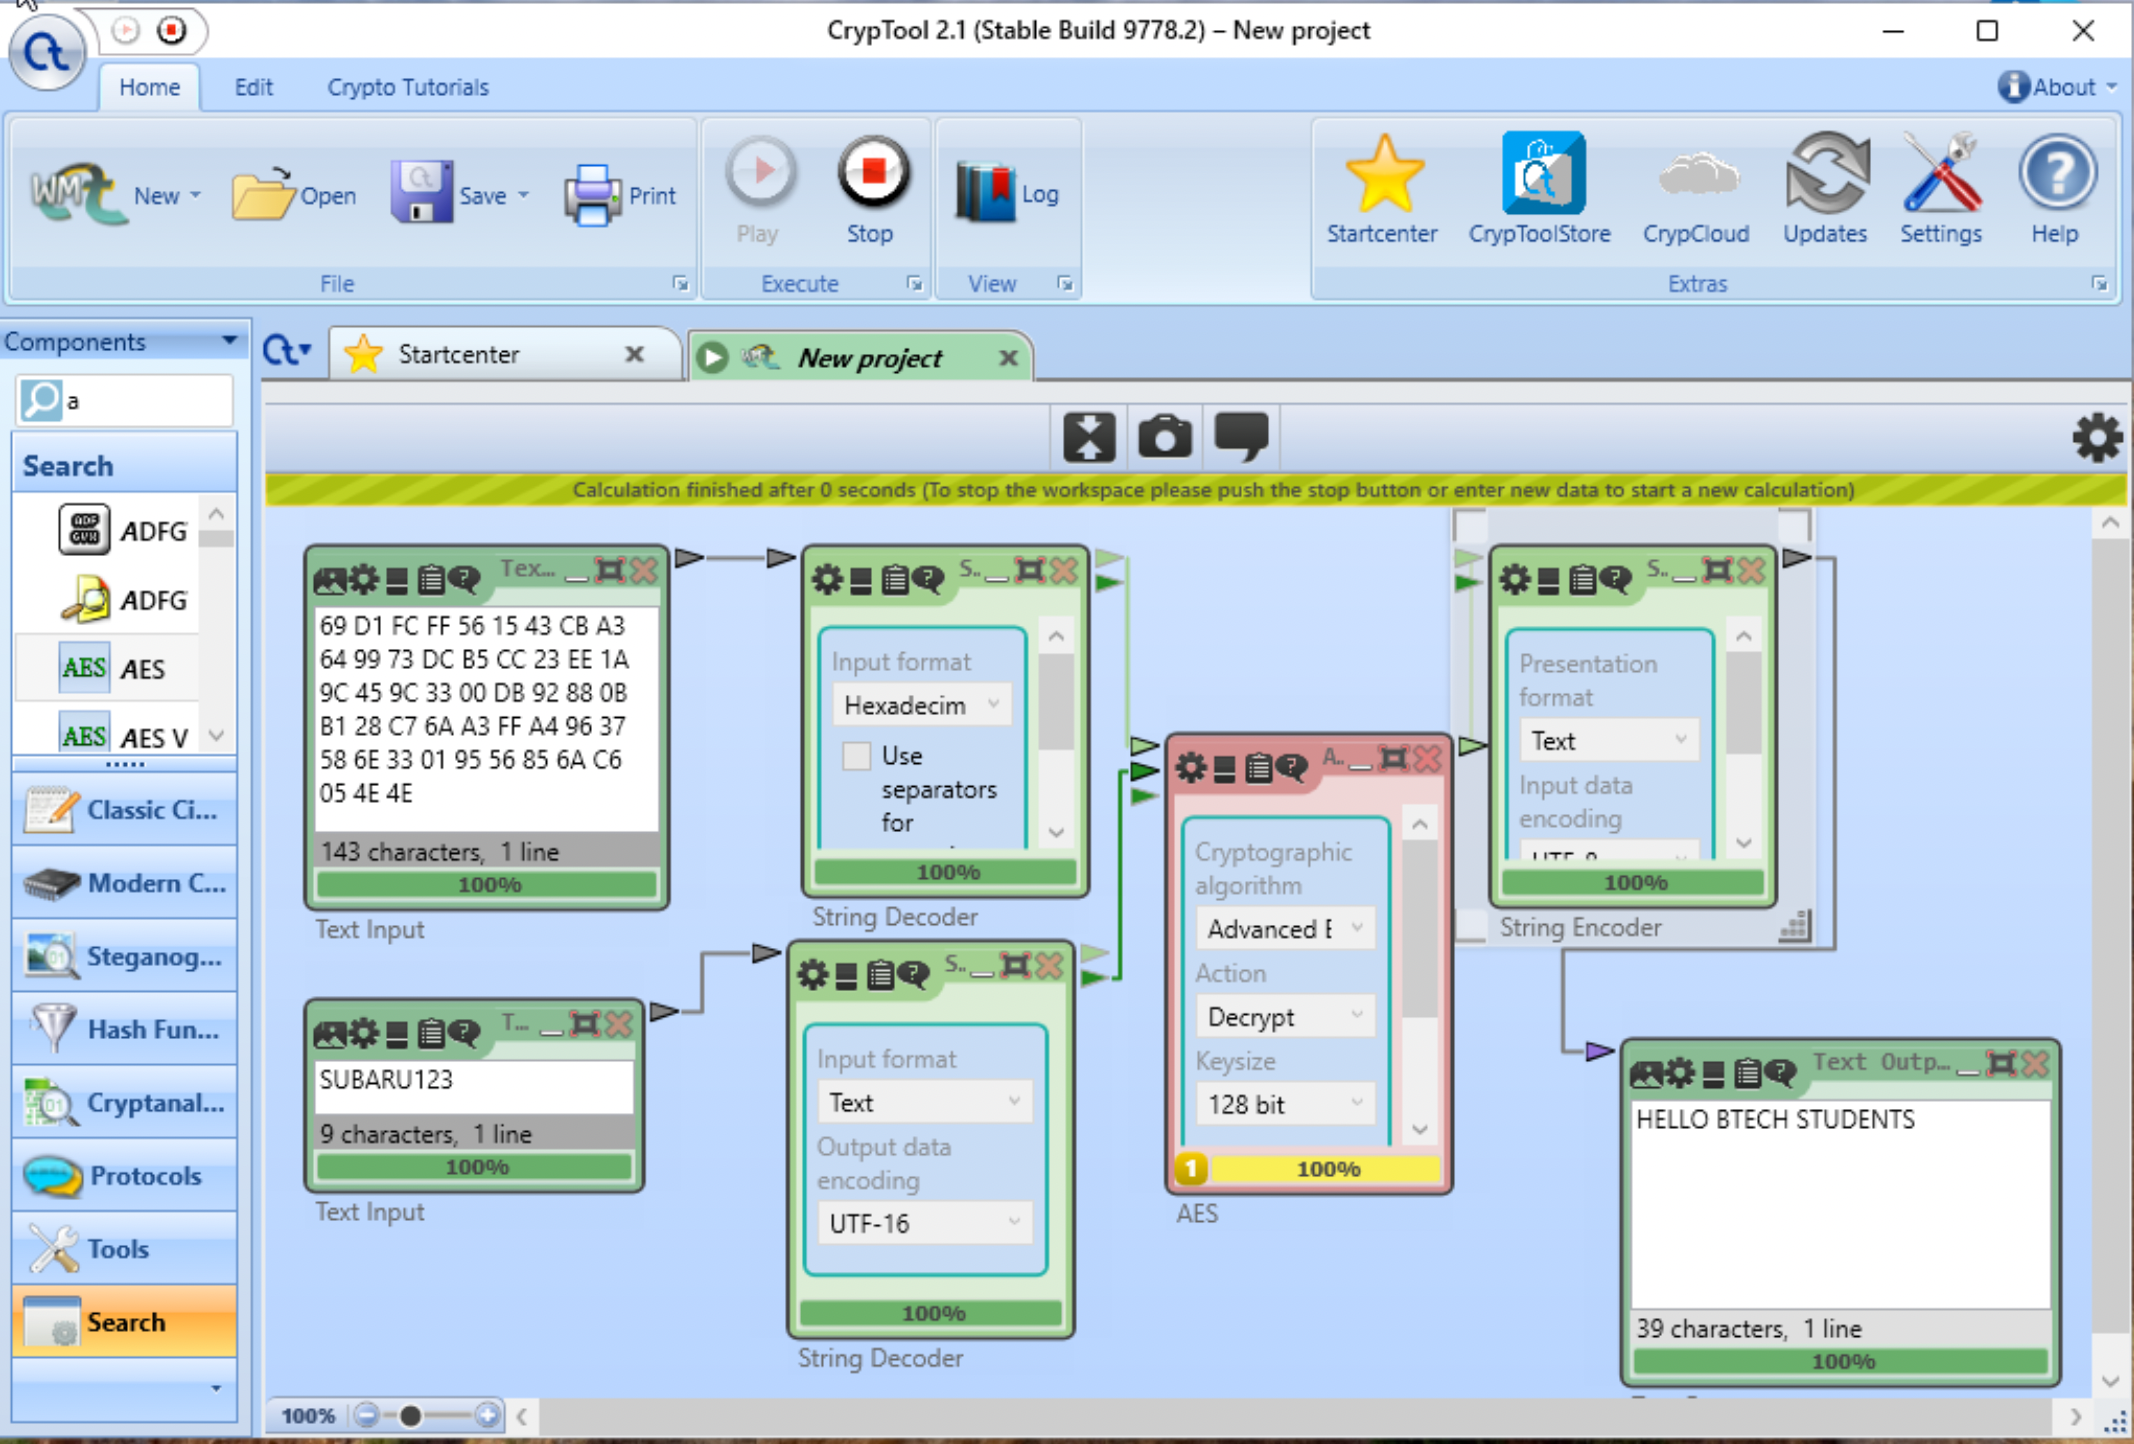 CrypTool 2.1 (Stable Build 9778.2) – New project
Home
Edit
Crypto Tutorials
About
New
Open
Save
Print
Play
Stop
Log
Startcenter
CrypToolStore
CrypCloud
Updates
Settings
Help
File
Execute
View
Extras
Components
a
Startcenter
New project
Search
ADFG
ADFG
AES AES
AES AES V
Classic Ci...
Modern C...
Steganog...
Hash Fun...
Cryptanal...
Protocols
Tools
Search
Calculation finished after 0 seconds (To stop the workspace please push the stop button or enter new data to start a new calculation)
Tex...
69 D1 FC FF 56 15 43 CB A3
64 99 73 DC B5 CC 23 EE 1A
9C 45 9C 33 00 DB 92 88 0B
B1 28 C7 6A A3 FF A4 96 37
58 6E 33 01 95 56 85 6A C6
05 4E 4E
143 characters, 1 line
100%
Text Input
S..
Input format
Hexadecim
Use
separators
for
100%
String Decoder
T...
SUBARU123
9 characters, 1 line
100%
Text Input
S..
Input format
Text
Output data
encoding
UTF-16
100%
String Decoder
A..
Cryptographic
algorithm
Advanced E
Action
Decrypt
Keysize
128 bit
1
100%
AES
S..
Presentation
format
Text
Input data
encoding
UTF-8
100%
String Encoder
Text Outp...
HELLO BTECH STUDENTS
39 characters, 1 line
100%
100%